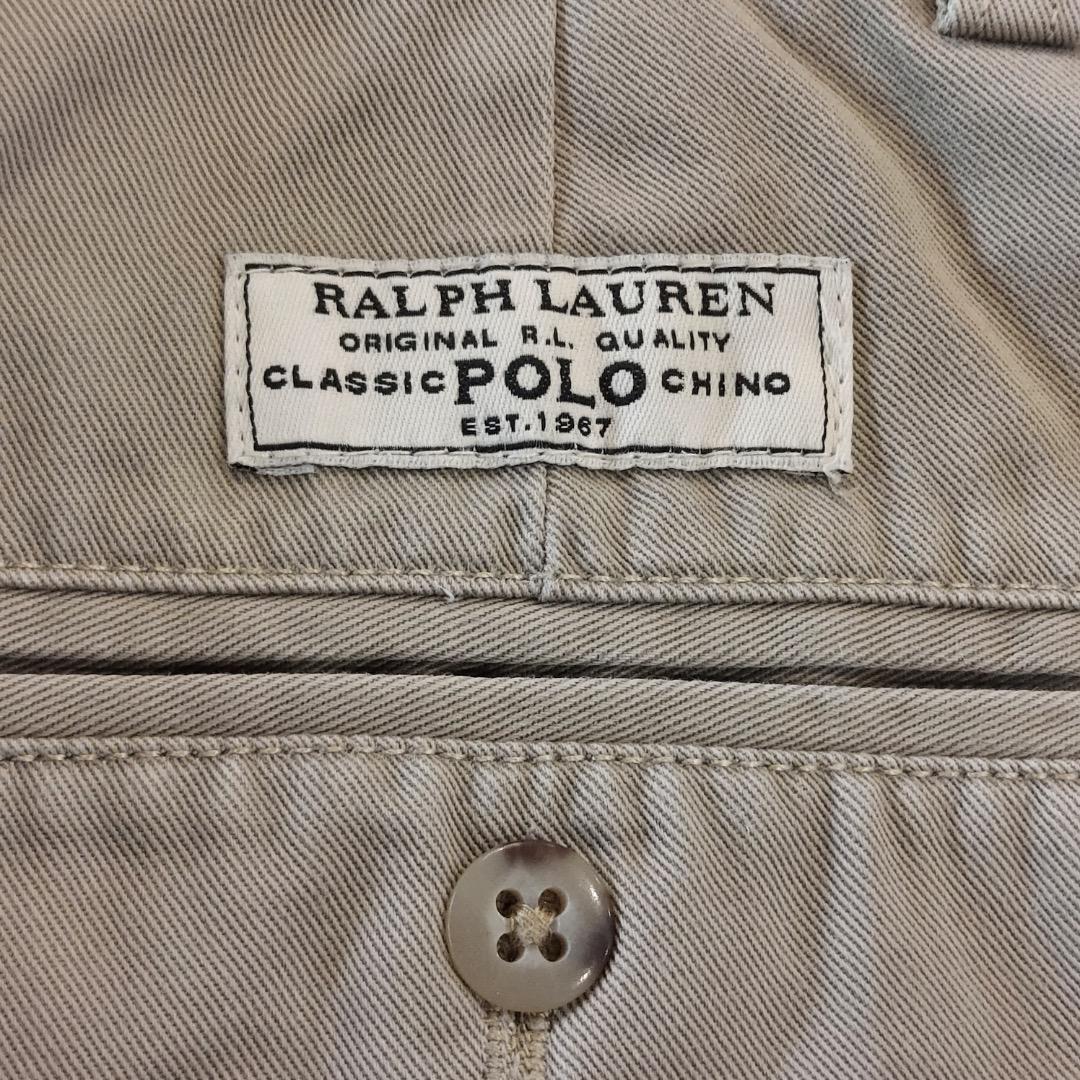 RALPH LAUREN
ORIGINAL R.L. QUALITY
CLASSIC POLO CHINO
EST. 1967